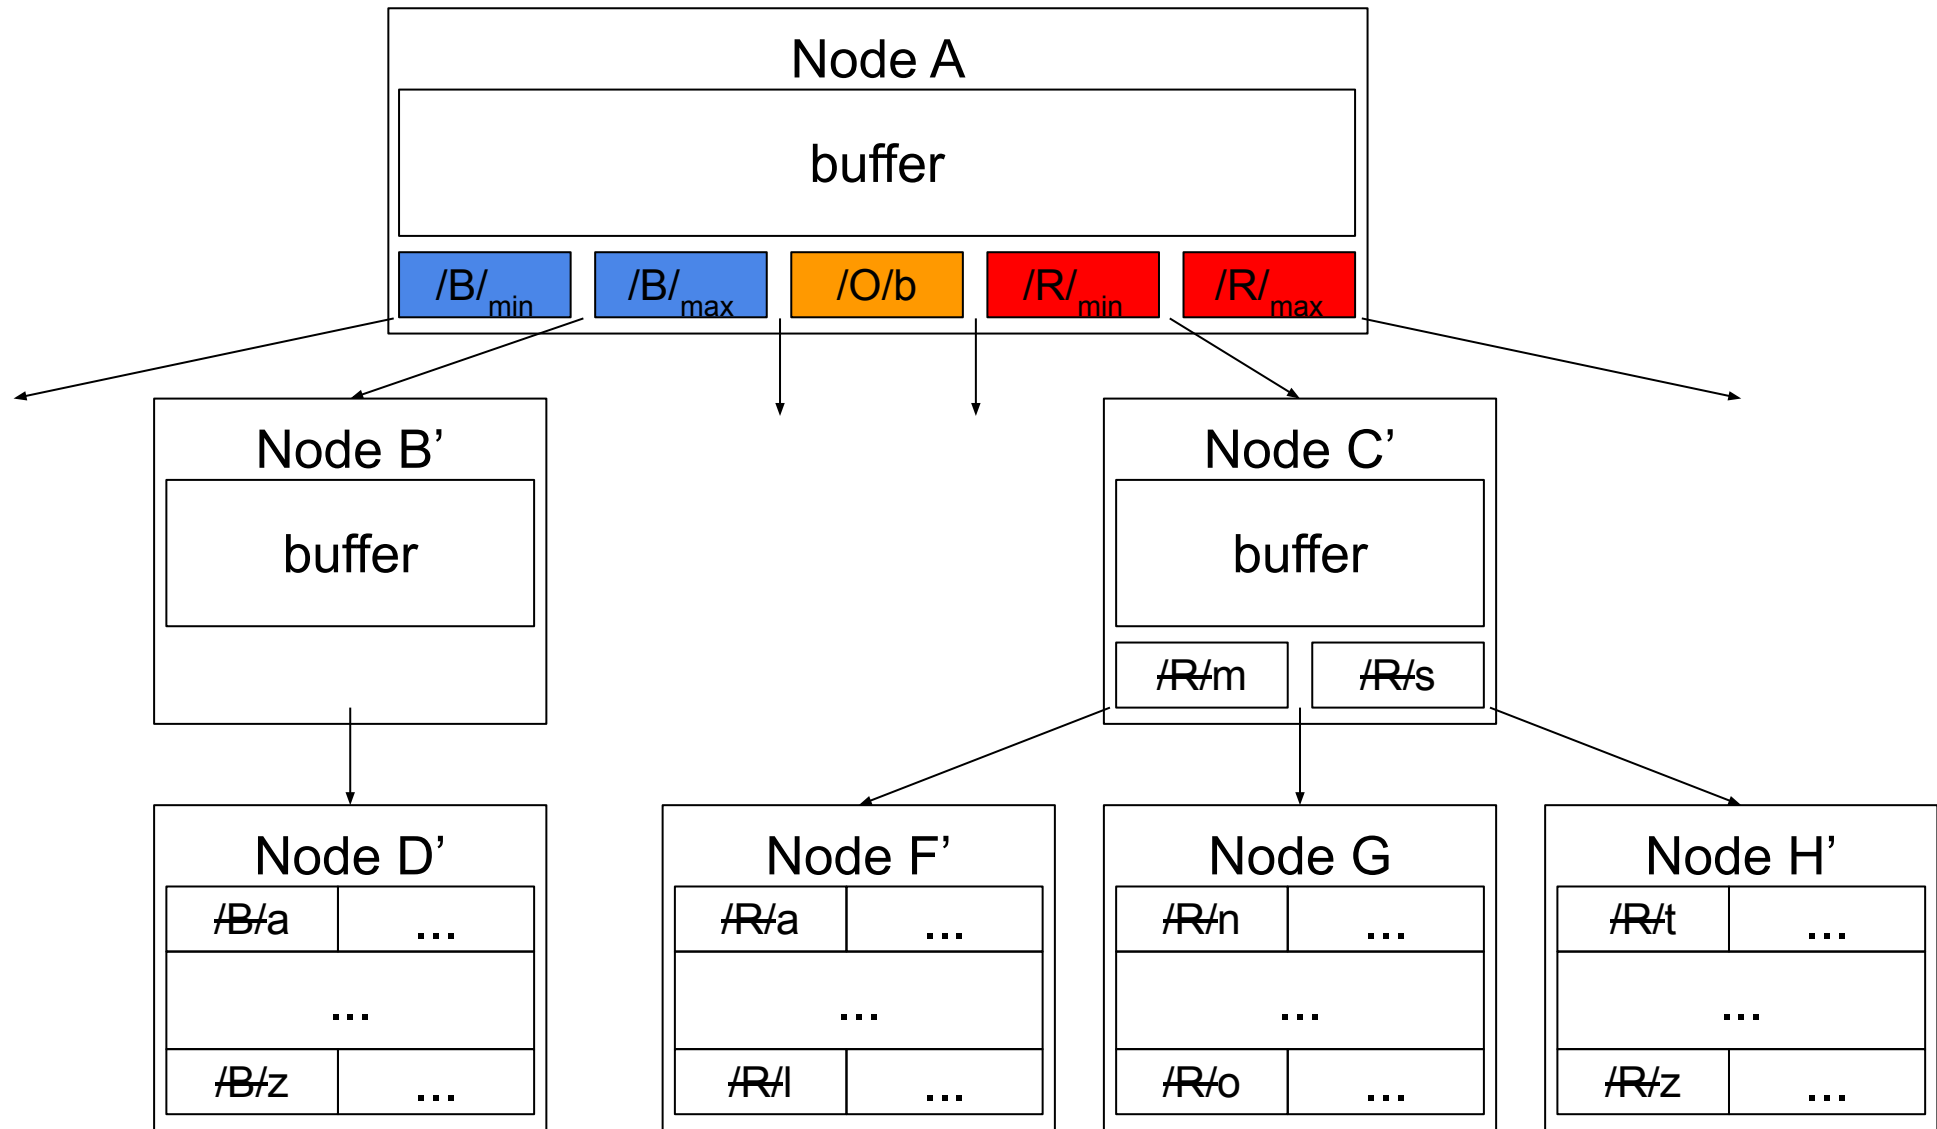 Node A
buffer
/B/min /B/max /O/b /R/min /R/max
Node B’ Node C’
buffer buffer
/R/m /R/s
Node D’ Node F’ Node G Node H’
/B/a ... /R/a ... /R/n ... /R/t ...
... ... ... ...
/B/z ... /R/l ... /R/o ... /R/z ...